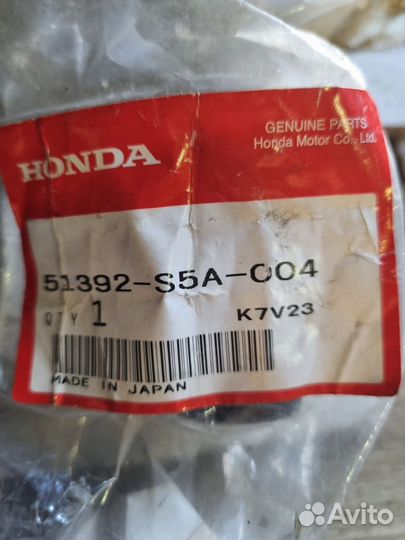 GENUINE PARTS
HONDA
Honda Motor Co., Ltd.
51392-S5A-004
QTY 1
K7V23
MADE IN JAPAN
Avito